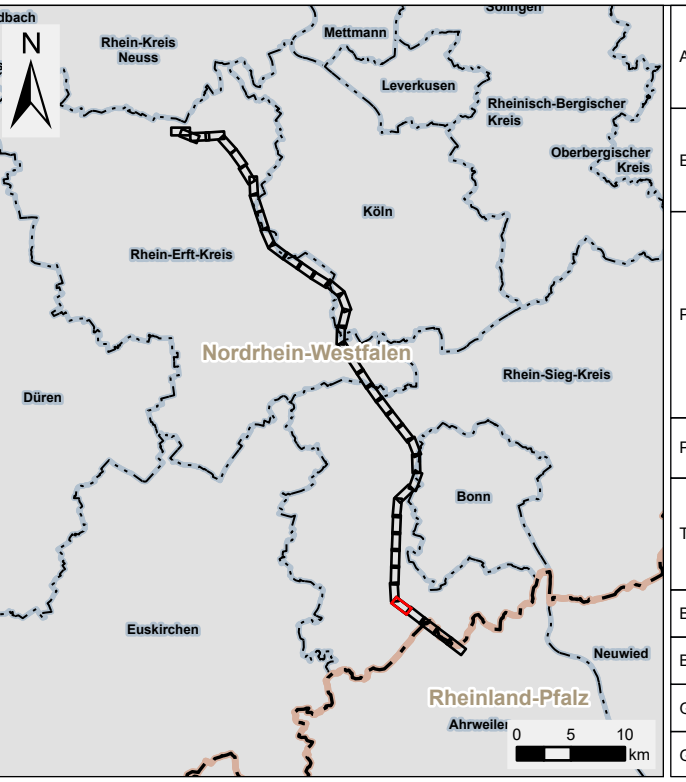 dbach
Solingen
Mettmann
Rhein-Kreis
Neuss
N
Leverkusen
Rheinisch-Bergischer
Kreis
Oberbergischer
Kreis
Köln
Rhein-Erft-Kreis
Nordrhein-Westfalen
Rhein-Sieg-Kreis
Düren
Bonn
Euskirchen
Neuwied
Rheinland-Pfalz
Ahrweiler
0 5 10
km